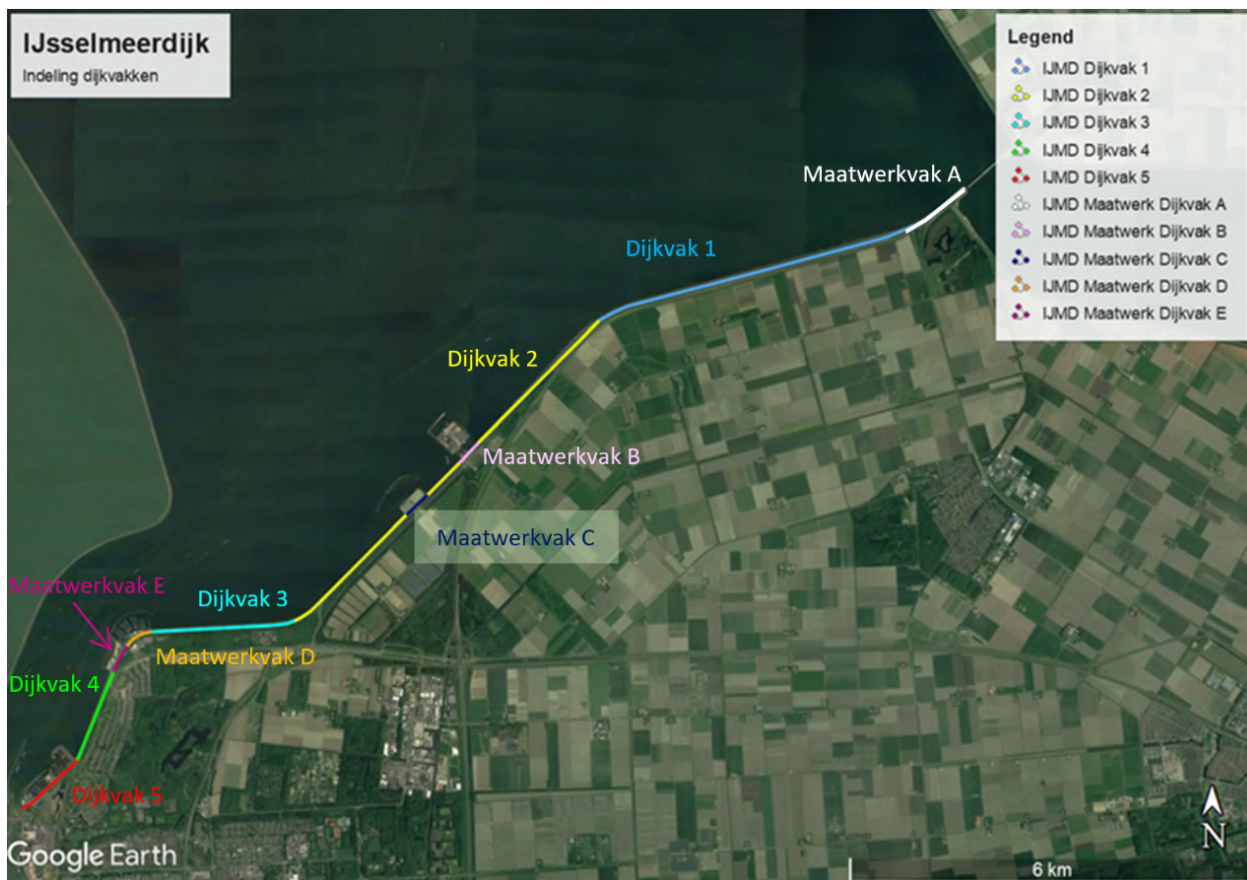 IJsselmeerdijk
Indeling dijkvakken
Legend
IJMD Dijkvak 1
IJMD Dijkvak 2
IJMD Dijkvak 3
IJMD Dijkvak 4
IJMD Dijkvak 5
IJMD Maatwerk Dijkvak A
IJMD Maatwerk Dijkvak B
IJMD Maatwerk Dijkvak C
IJMD Maatwerk Dijkvak D
IJMD Maatwerk Dijkvak E
Maatwerkvak A
Dijkvak 1
Dijkvak 2
Maatwerkvak B
Maatwerkvak C
Maatwerkvak E
Dijkvak 3
Maatwerkvak D
Dijkvak 4
Dijkvak 5
N
Google Earth
6 km